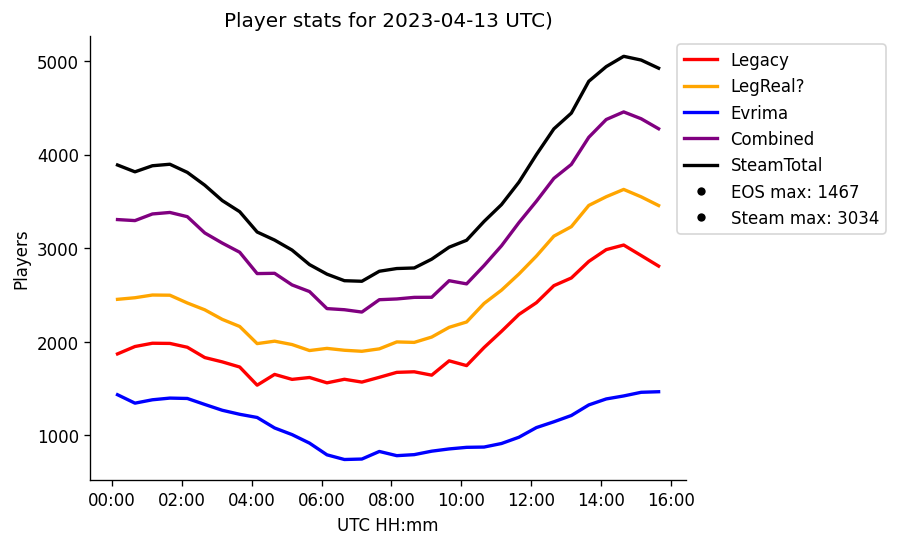 Player stats for 2023-04-13 UTC)
5000
4000
3000
2000
1000
Players
00:00 02:00 04:00 06:00 08:00 10:00 12:00 14:00 16:00
UTC HH:mm
Legacy
LegReal?
Evrima
Combined
SteamTotal
EOS max: 1467
Steam max: 3034